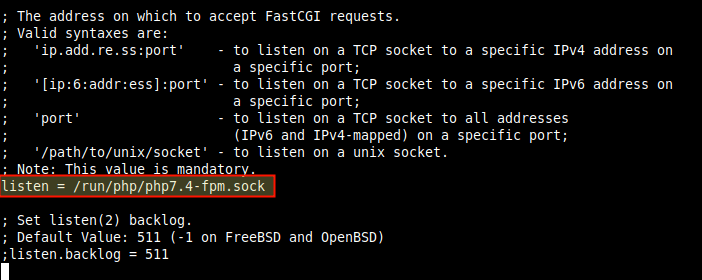 ; The address on which to accept FastCGI requests.
; Valid syntaxes are:
;   'ip.add.re.ss:port'    - to listen on a TCP socket to a specific IPv4 address on
;                            a specific port;
;   '[ip:6:addr:ess]:port' - to listen on a TCP socket to a specific IPv6 address on
;                            a specific port;
;   'port'                 - to listen on a TCP socket to all addresses
;                            (IPv6 and IPv4-mapped) on a specific port;
;   '/path/to/unix/socket' - to listen on a unix socket.
; Note: This value is mandatory.
listen = /run/php/php7.4-fpm.sock

; Set listen(2) backlog.
; Default Value: 511 (-1 on FreeBSD and OpenBSD)
;listen.backlog = 511